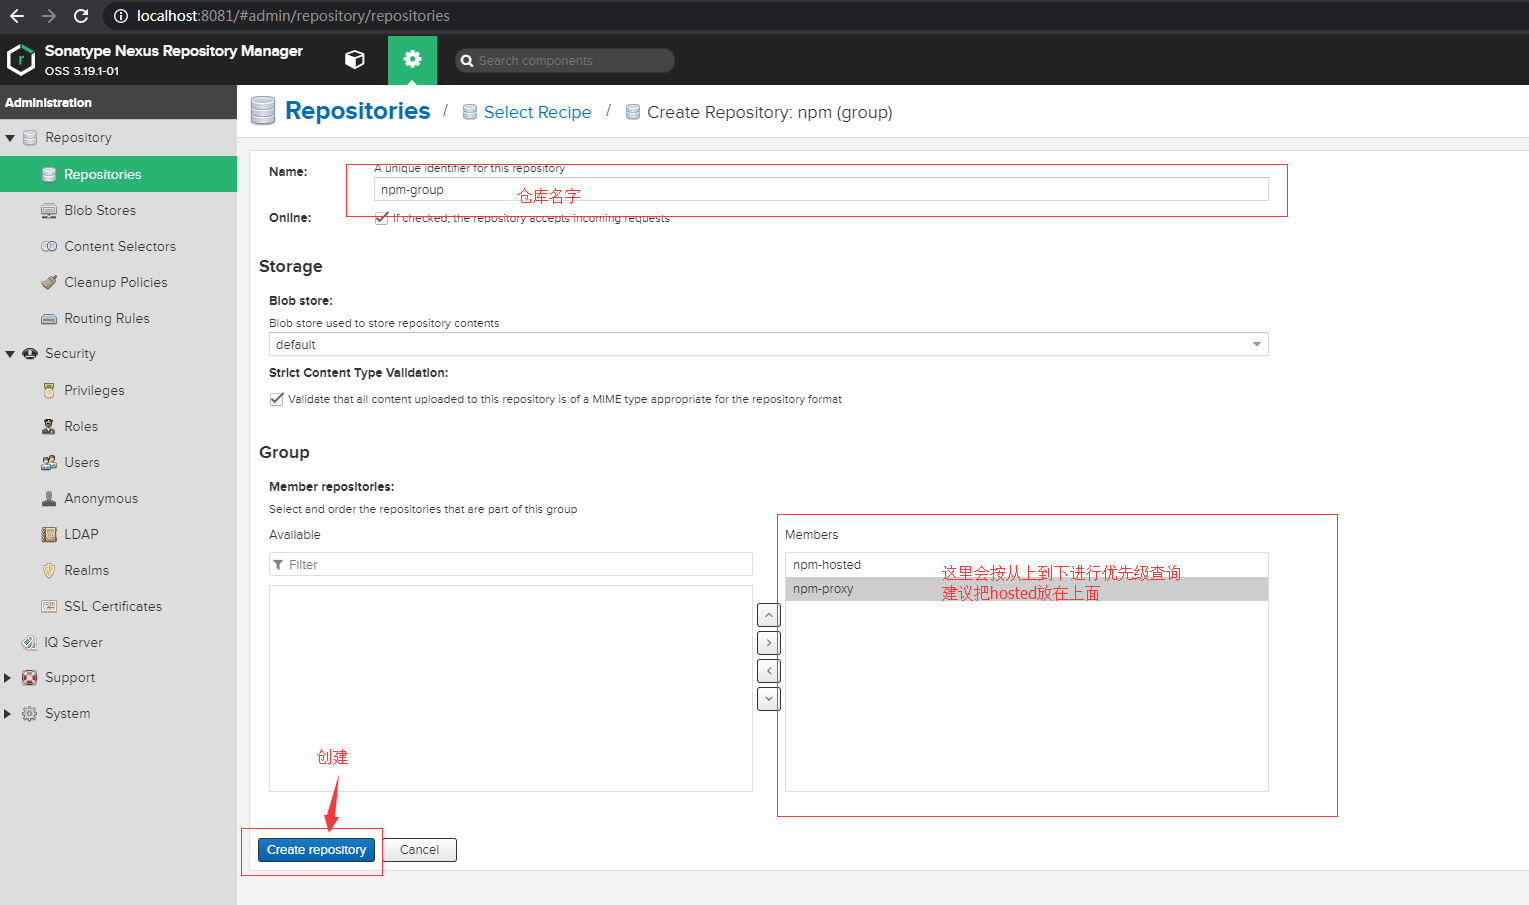 localhost:8081/#admin/repository/repositories
Sonatype Nexus Repository Manager
OSS 3.19.1-01
Search components
Administration
Repository
Repositories
Blob Stores
Content Selectors
Cleanup Policies
Routing Rules
Security
Privileges
Roles
Users
Anonymous
LDAP
Realms
SSL Certificates
IQ Server
Support
System
Repositories / Select Recipe / Create Repository: npm (group)
Name:
A unique identifier for this repository
npm-group
仓库名字
Online:
If checked, the repository accepts incoming requests
Storage
Blob store:
Blob store used to store repository contents
default
Strict Content Type Validation:
Validate that all content uploaded to this repository is of a MIME type appropriate for the repository format
Group
Member repositories:
Select and order the repositories that are part of this group
Available
Filter
Members
npm-hosted
npm-proxy
这里会按从上到下进行优先级查询
建议把hosted放在上面
创建
Create repository
Cancel